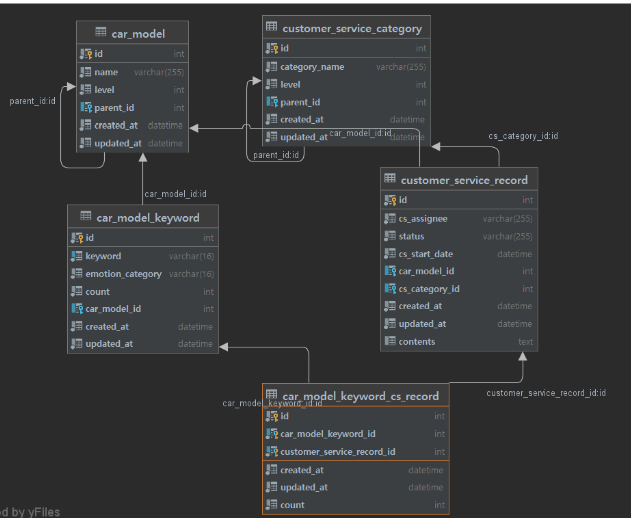 car_model
id int
name varchar(255)
level int
parent_id int
created_at datetime
updated_at datetime
parent_id:id
customer_service_category
id int
category_name varchar(255)
level int
parent_id int
created_at datetime
updated_at datetime
parent_id:id
car_model_id:id
cs_category_id:id
customer_service_record
id int
cs_assignee varchar(255)
status varchar(255)
cs_start_date datetime
car_model_id int
cs_category_id int
created_at datetime
updated_at datetime
contents text
car_model_id:id
car_model_keyword
id int
keyword varchar(16)
emotion_category varchar(16)
count int
car_model_id int
created_at datetime
updated_at datetime
car_model_keyword_id:id
customer_service_record_id:id
car_model_keyword_cs_record
id int
car_model_keyword_id int
customer_service_record_id int
created_at datetime
updated_at datetime
count int
ed by yFiles